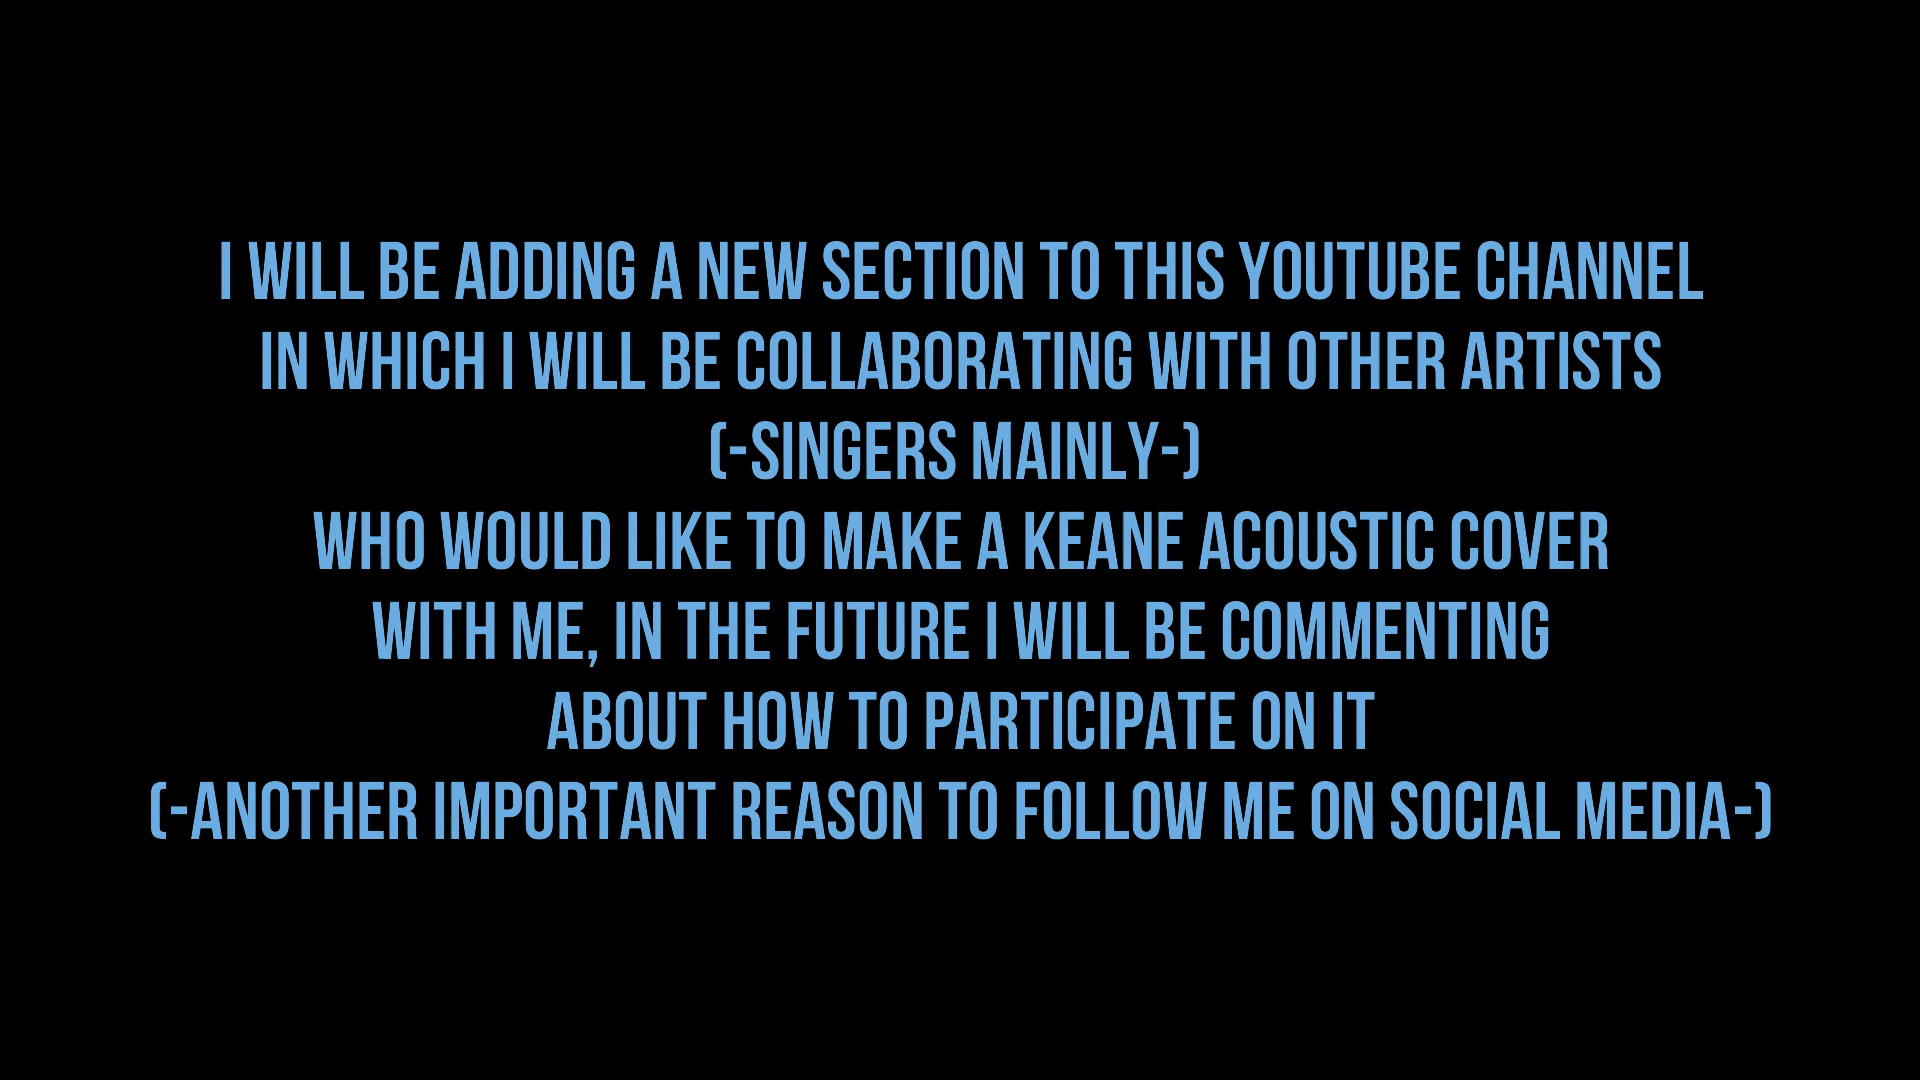 I WILL BE ADDING A NEW SECTION TO THIS YOUTUBE CHANNEL
IN WHICH I WILL BE COLLABORATING WITH OTHER ARTISTS
(-SINGERS MAINLY-)
WHO WOULD LIKE TO MAKE A KEANE ACOUSTIC COVER
WITH ME, IN THE FUTURE I WILL BE COMMENTING
ABOUT HOW TO PARTICIPATE ON IT
(-ANOTHER IMPORTANT REASON TO FOLLOW ME ON SOCIAL MEDIA-)